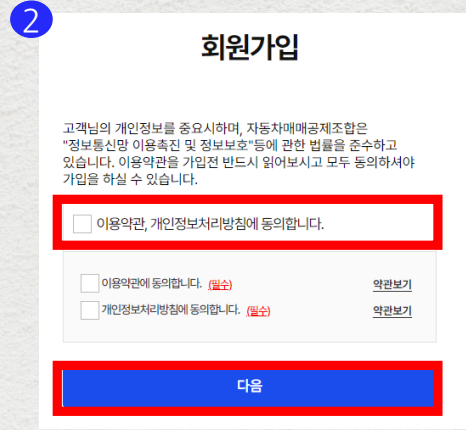 2
회원가입
고객님의 개인정보를 중요시하며, 자동차매매공제조합은
"정보통신망 이용촉진 및 정보보호"등에 관한 법률을 준수하고
있습니다. 이용약관을 가입전 반드시 읽어보시고 모두 동의하셔야
가입을 하실 수 있습니다.
이용약관, 개인정보처리방침에 동의합니다.
이용약관에 동의합니다. (필수) 약관보기
개인정보처리방침에 동의합니다. (필수) 약관보기
다음